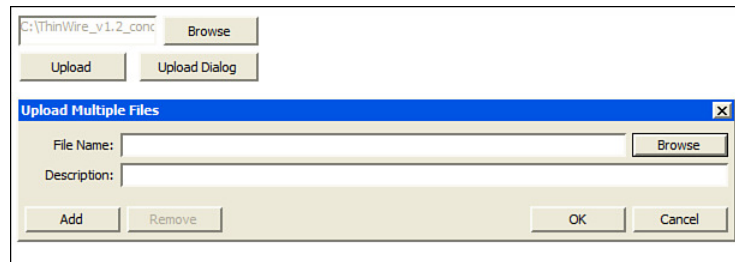 C:\ThinWire_v1.2_conc Browse
Upload Upload Dialog
Upload Multiple Files
File Name: Browse
Description:
Add Remove OK Cancel